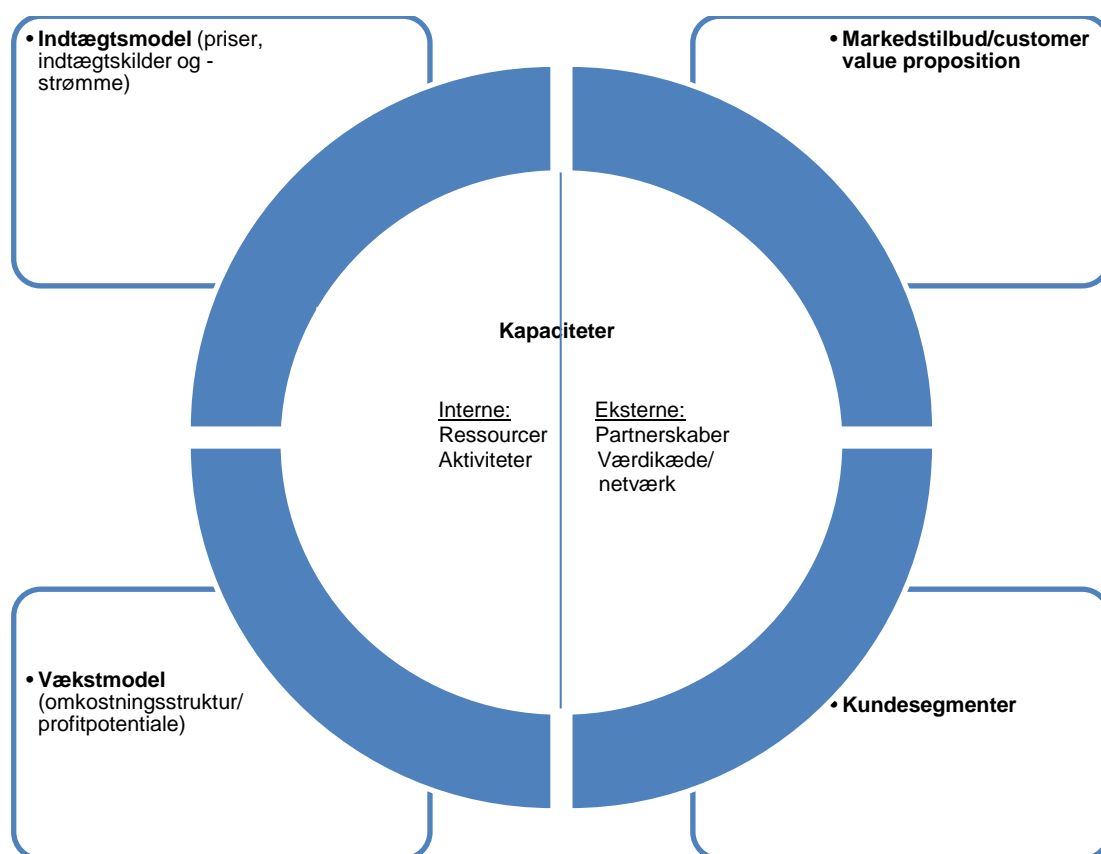 • Indtægtsmodel (priser,
indtægtskilder og -
strømme)
• Markedstilbud/customer
value proposition
Kapaciteter
Interne:
Ressourcer
Aktiviteter
Eksterne:
Partnerskaber
Værdikæde/
netværk
• Vækstmodel
(omkostningsstruktur/
profitpotentiale)
• Kundesegmenter